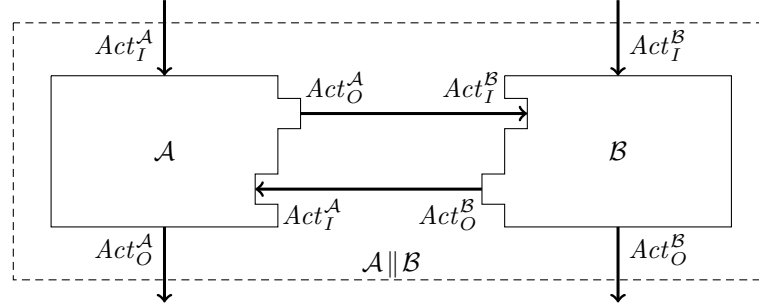 Act_I^𝒜 Act_I^ℬ
Act_O^𝒜 Act_I^ℬ
𝒜 ℬ
Act_I^𝒜 Act_O^ℬ
Act_O^𝒜 Act_O^ℬ
𝒜∥ℬ